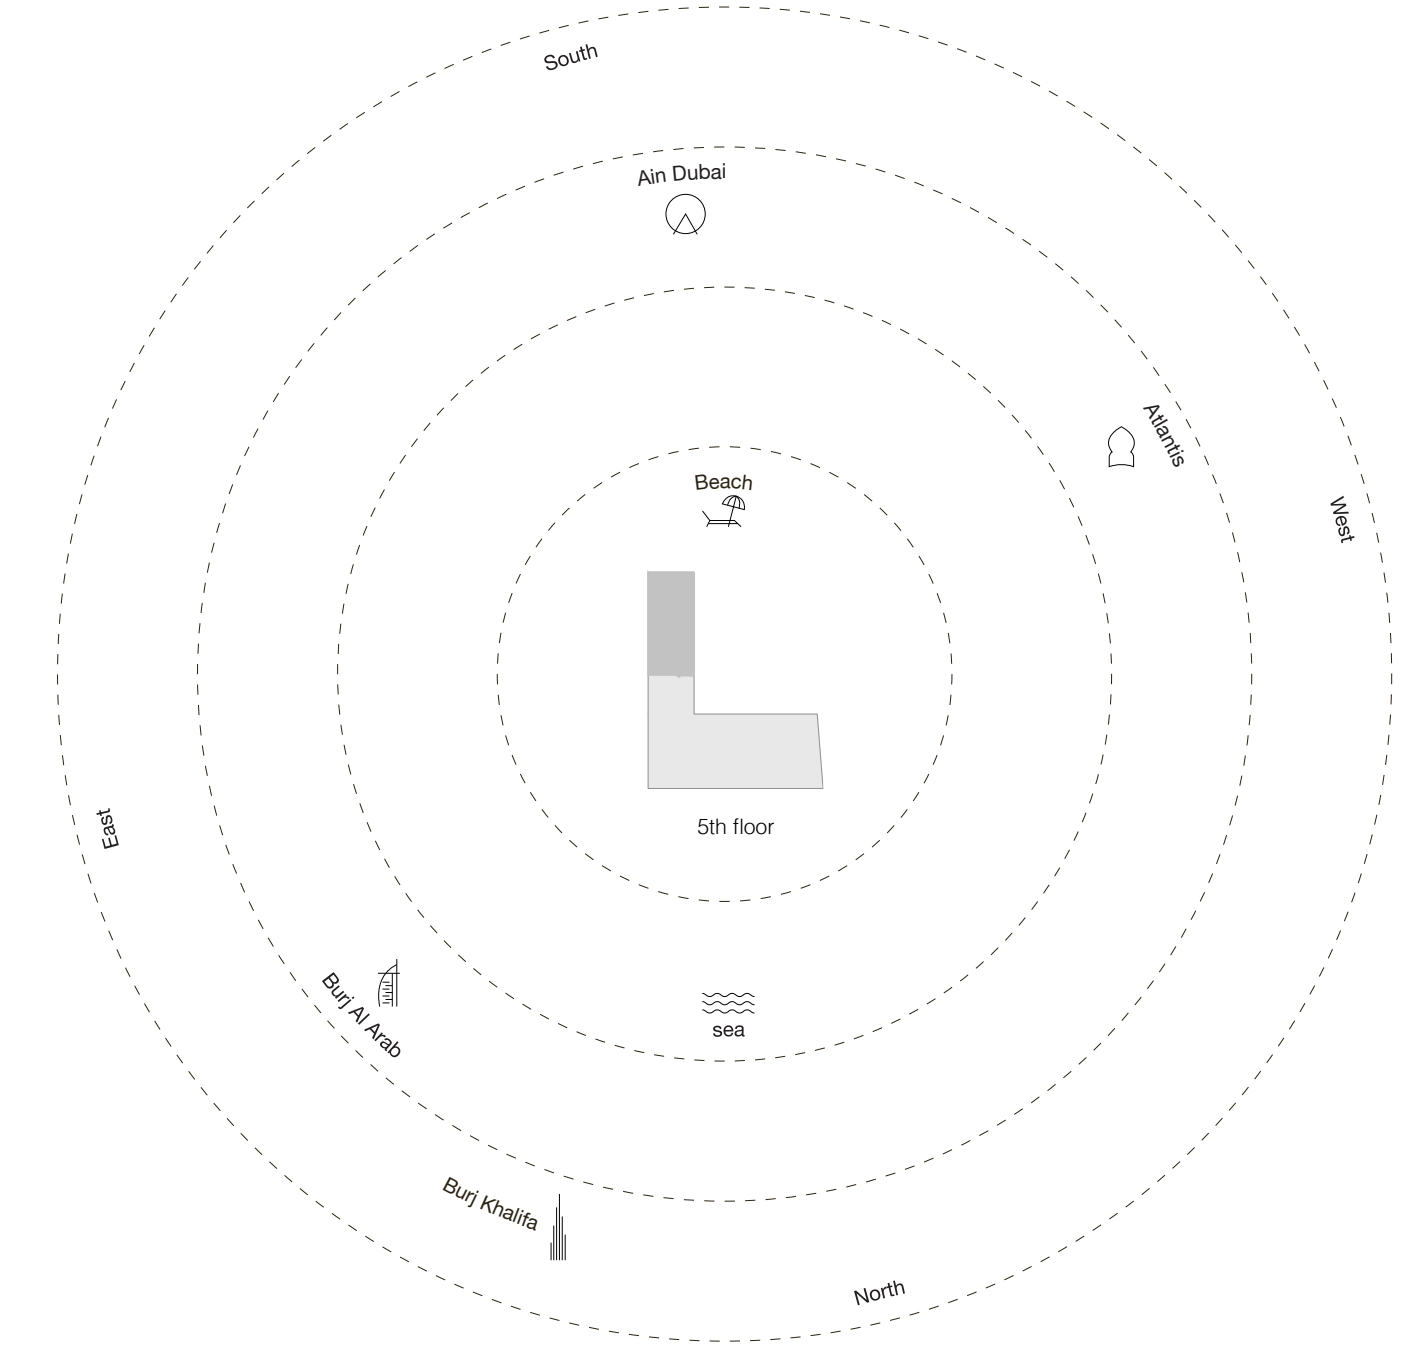 South
Ain Dubai
Atlantis
Beach
West
5th floor
East
Burj Al Arab
sea
Burj Khalifa
North